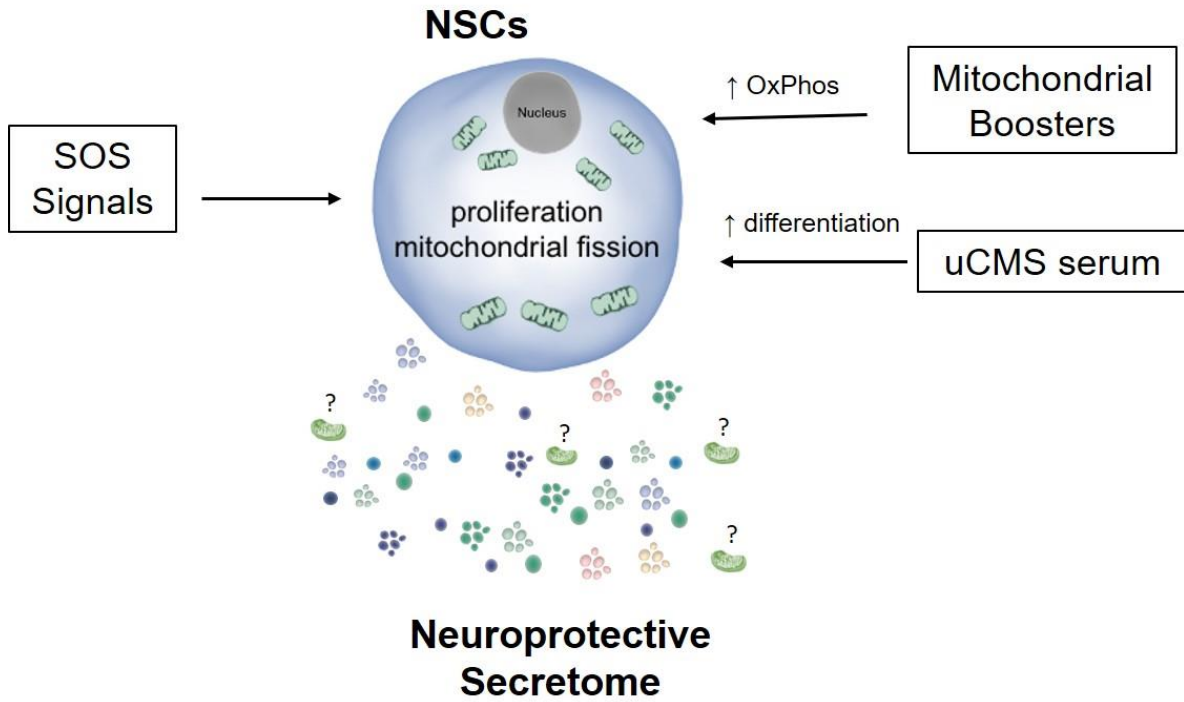 NSCs
Nucleus
SOS
Signals
↑ OxPhos
Mitochondrial
Boosters
proliferation
mitochondrial fission
↑ differentiation
uCMS serum
?
?
?
?
Neuroprotective
Secretome